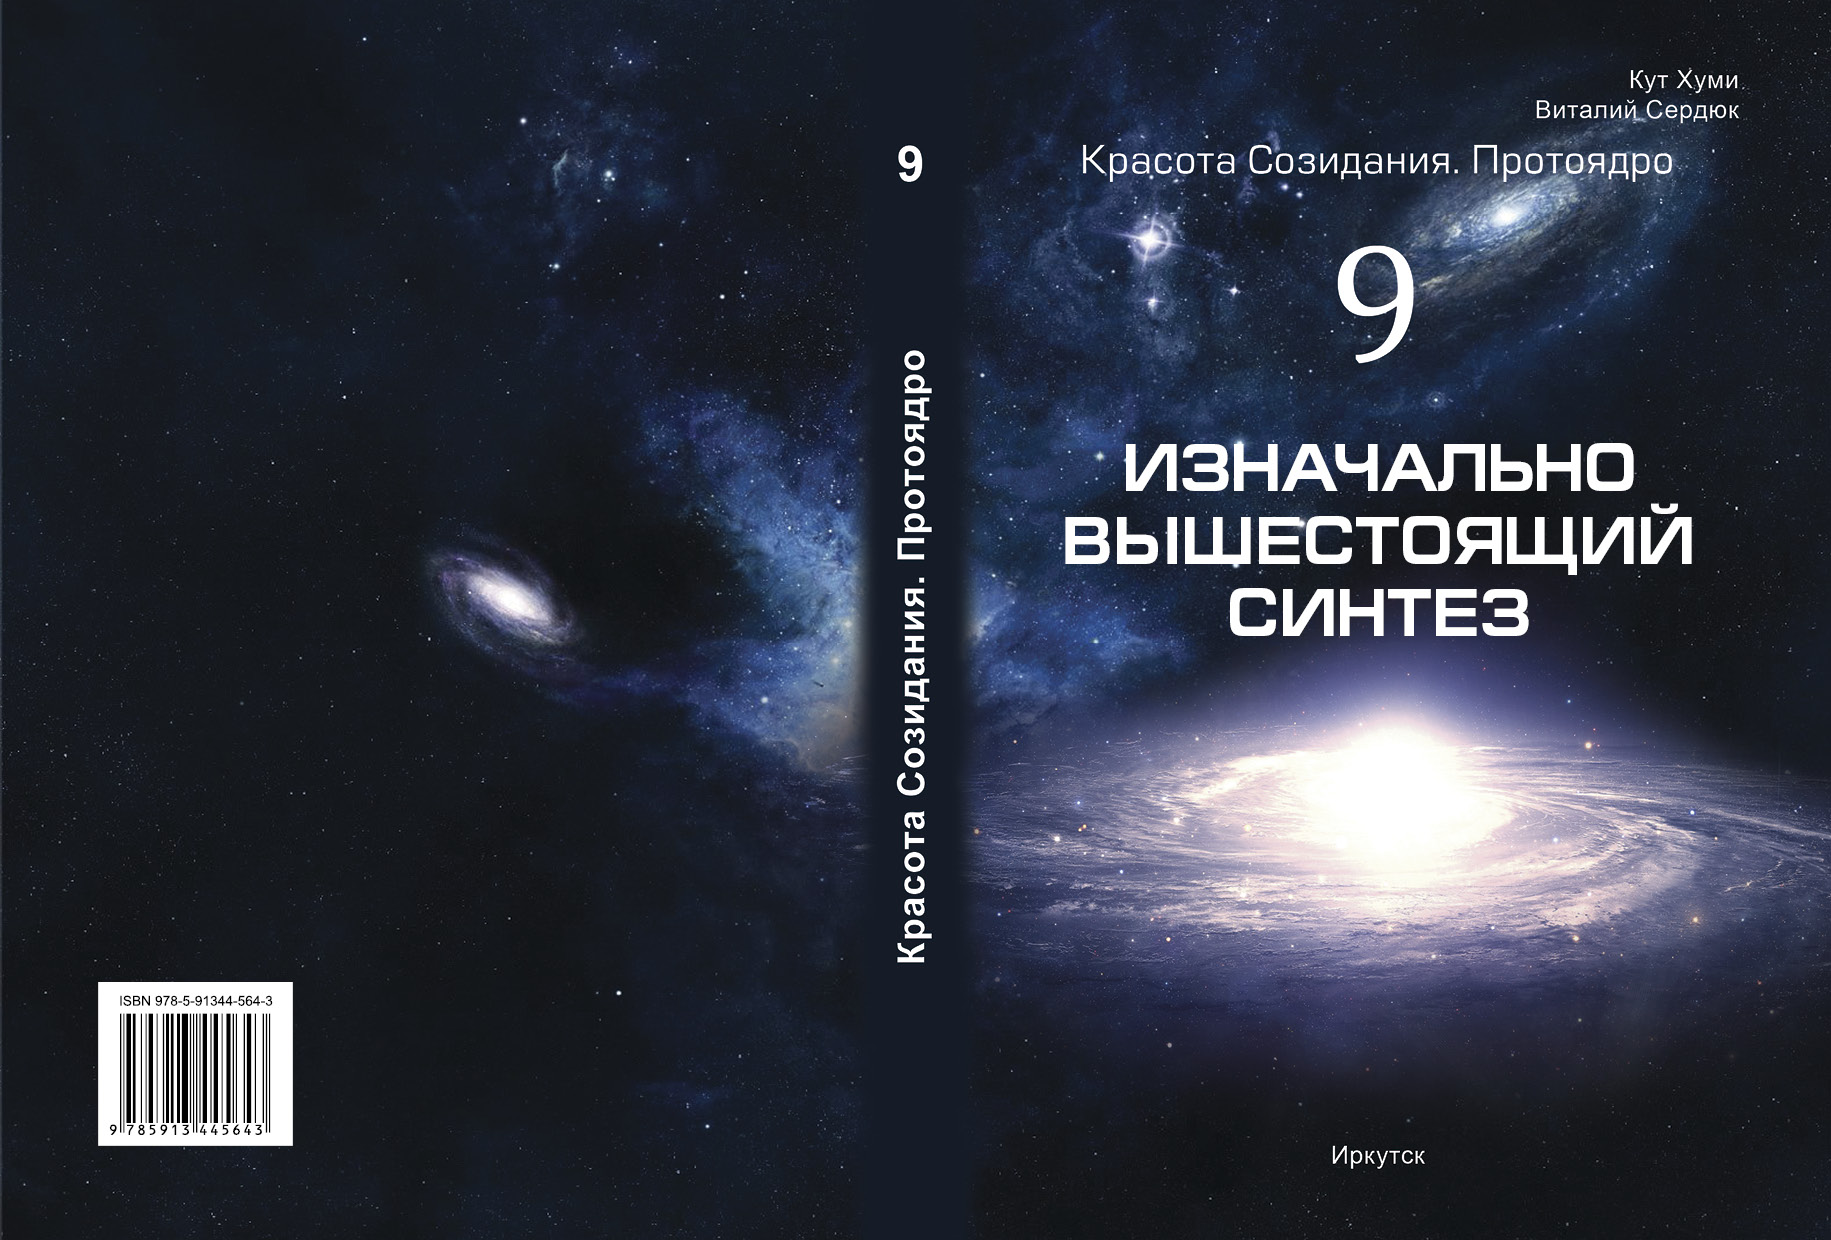 Кут Хуми
Виталий Сердюк
Красота Созидания. Протоядро
9
ИЗНАЧАЛЬНО
ВЫШЕСТОЯЩИЙ
СИНТЕЗ
Иркутск
9
Красота Созидания. Протоядро
ISBN 978-5-91344-564-3
9 785913 445643